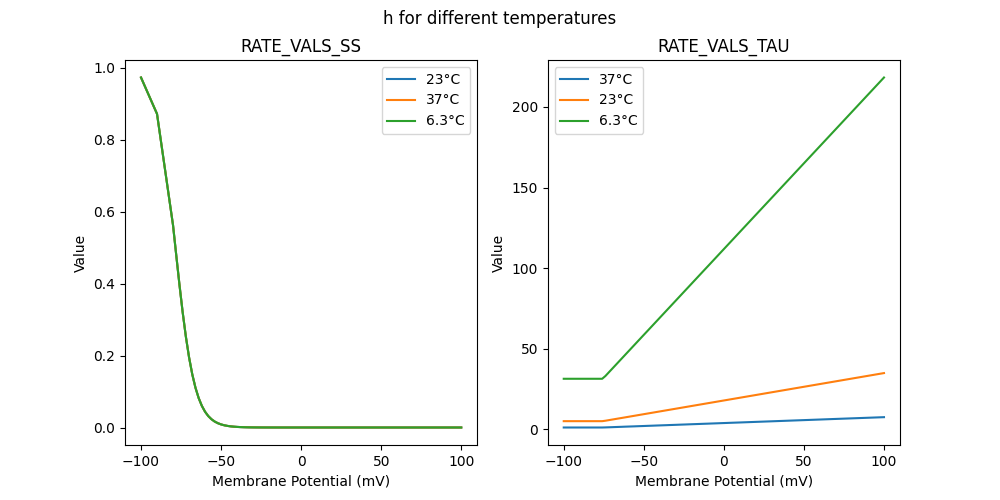 h for different temperatures
RATE_VALS_SS
1.0
0.8
0.6
0.4
0.2
0.0
Value
−100
−50
0
50
100
Membrane Potential (mV)
23°C
37°C
6.3°C
RATE_VALS_TAU
200
150
100
50
0
Value
−100
−50
0
50
100
Membrane Potential (mV)
37°C
23°C
6.3°C